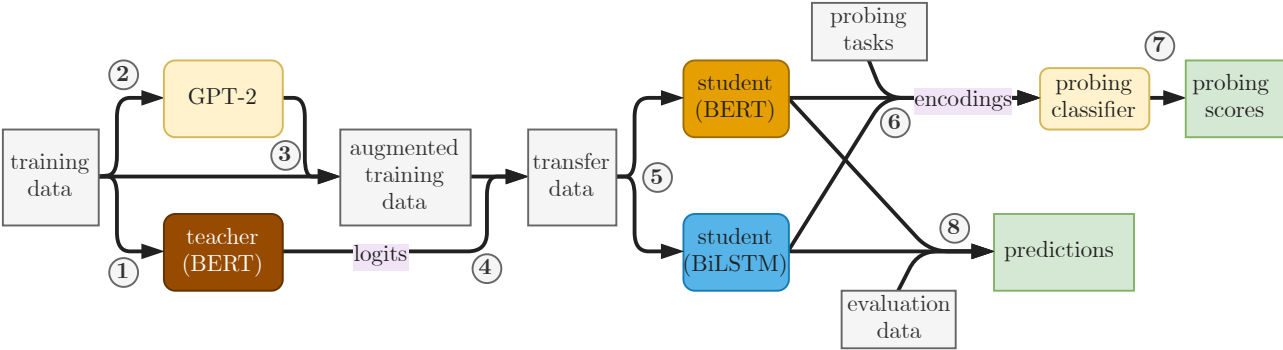 training
data
2
GPT-2
1
teacher
(BERT)
3
augmented
training
data
logits
4
transfer
data
5
student
(BERT)
student
(BiLSTM)
probing
tasks
6
encodings
probing
classifier
7
probing
scores
8
evaluation
data
predictions